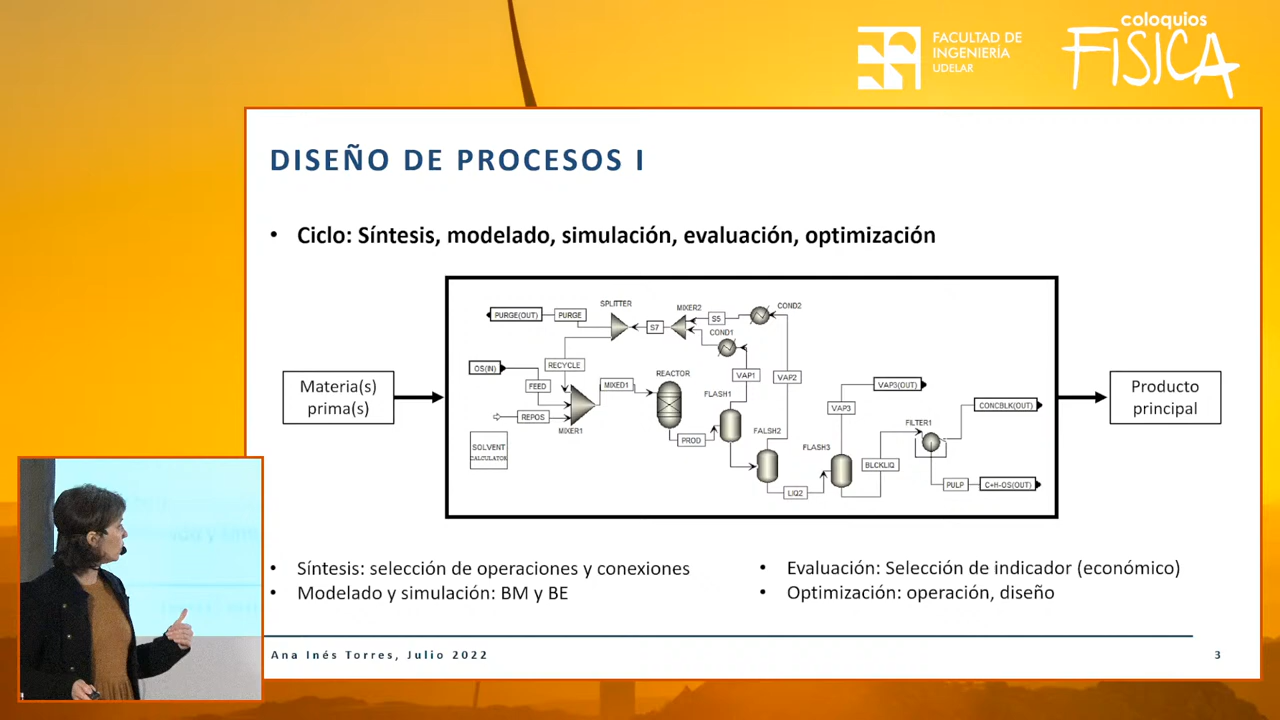 coloquios
FISICA
FACULTAD DE
INGENIERÍA
UDELAR
DISEÑO DE PROCESOS I
• Ciclo: Síntesis, modelado, simulación, evaluación, optimización
Materia(s)
prima(s)
PURGE(OUT)
PURGE
SPLITTER
S7
MIXER2
S5
COND2
COND1
RECYCLE
OS(IN)
FEED
MIXED1
REPOS
MIXER1
SOLVENT
CALCULATOR
REACTOR
PROD
VAP1
VAP2
FLASH1
FALSH2
LIQ2
FLASH3
VAP3
VAP3(OUT)
BLCKLIQ
FILTER1
CONCBLK(OUT)
PULP
C+H-OS(OUT)
Producto
principal
• Síntesis: selección de operaciones y conexiones
• Modelado y simulación: BM y BE
• Evaluación: Selección de indicador (económico)
• Optimización: operación, diseño
Ana Inés Torres, Julio 2022
3